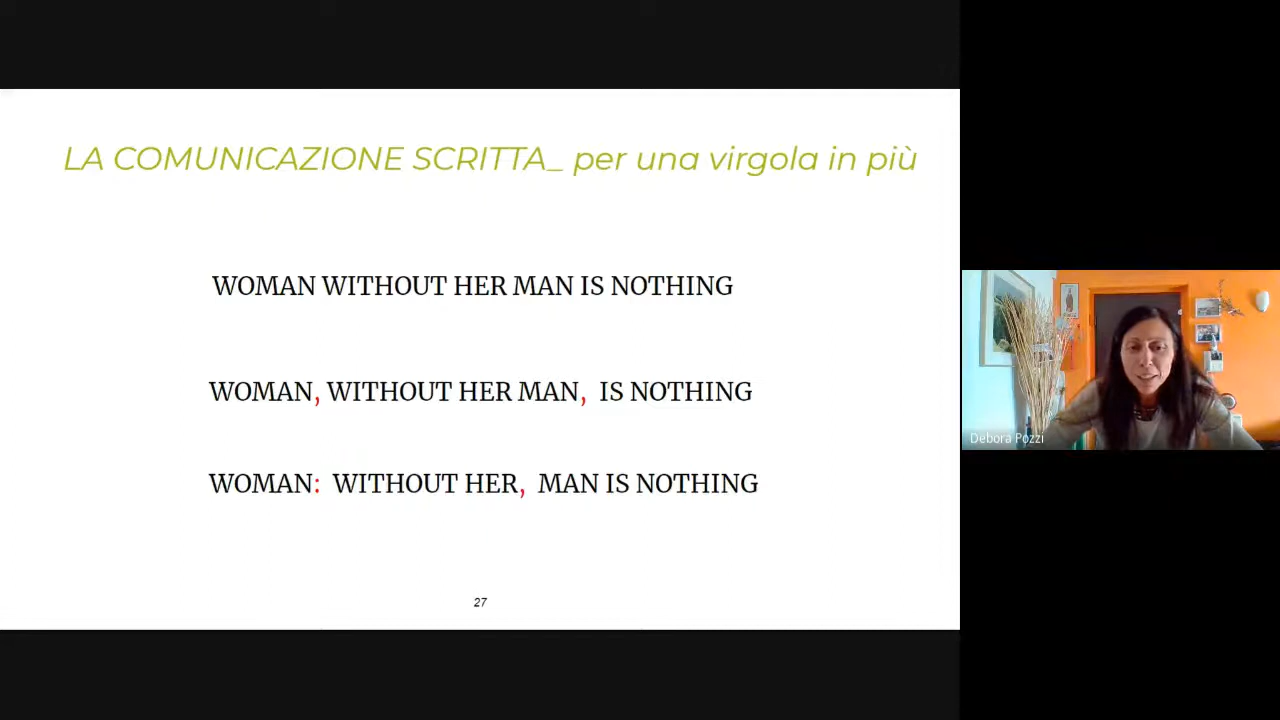 LA COMUNICAZIONE SCRITTA_ per una virgola in più
WOMAN WITHOUT HER MAN IS NOTHING
WOMAN, WITHOUT HER MAN, IS NOTHING
WOMAN: WITHOUT HER, MAN IS NOTHING
27
Debora Pozzi